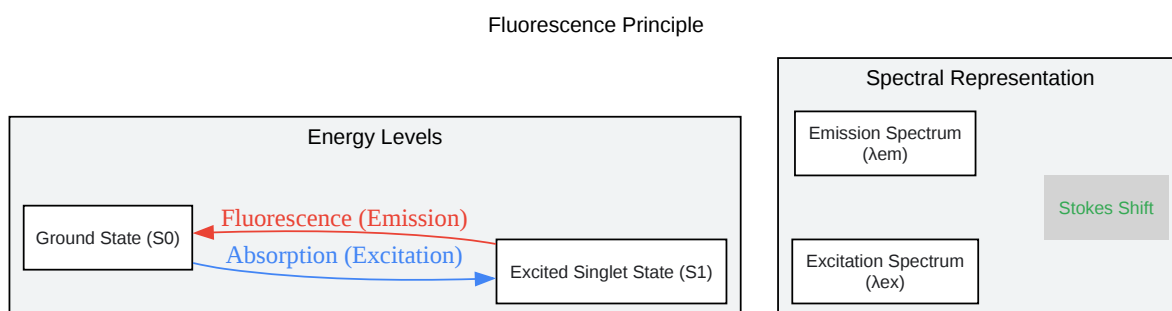 Fluorescence Principle
Energy Levels
Ground State (S0)
Fluorescence (Emission)
Absorption (Excitation)
Excited Singlet State (S1)
Spectral Representation
Emission Spectrum
(λem)
Stokes Shift
Excitation Spectrum
(λex)